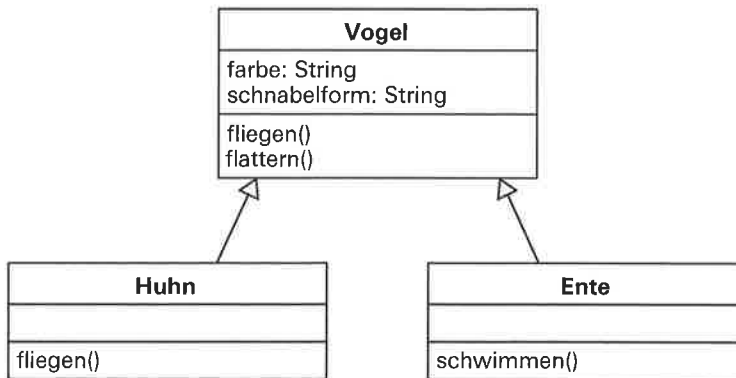 Vogel
farbe: String
schnabelform: String
fliegen()
flattern()
Huhn
fliegen()
Ente
schwimmen()